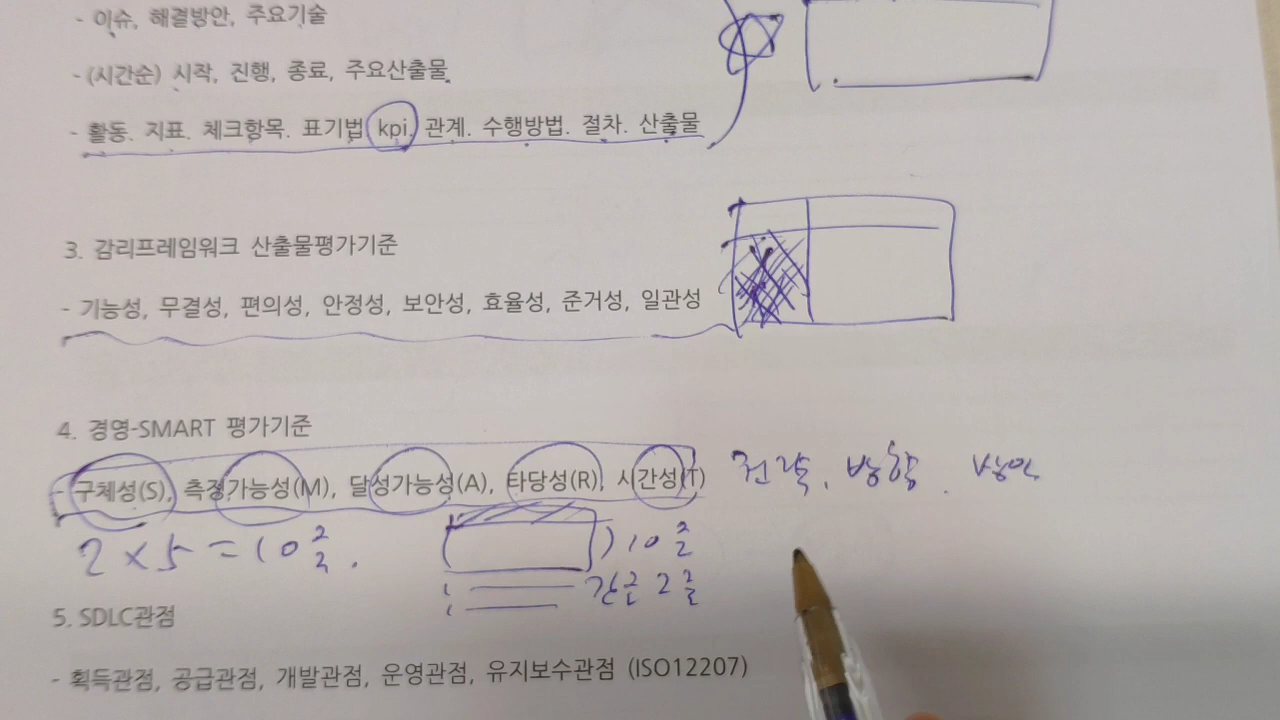 - 이슈, 해결방안, 주요기술
- (시간순) 시작, 진행, 종료, 주요산출물
- 활동. 지표. 체크항목. 표기법. kpi. 관계. 수행방법. 절차. 산출물
3. 감리프레임워크 산출물평가기준
- 기능성, 무결성, 편의성, 안정성, 보안성, 효율성, 준거성, 일관성
4. 경영-SMART 평가기준
- 구체성(S), 측정가능성(M), 달성가능성(A), 타당성(R), 시간성(T) 전략, 방향, 방안
2 x 5 = 10줄.
) 10줄
간글 2줄
5. SDLC관점
- 획득관점, 공급관점, 개발관점, 운영관점, 유지보수관점 (ISO12207)